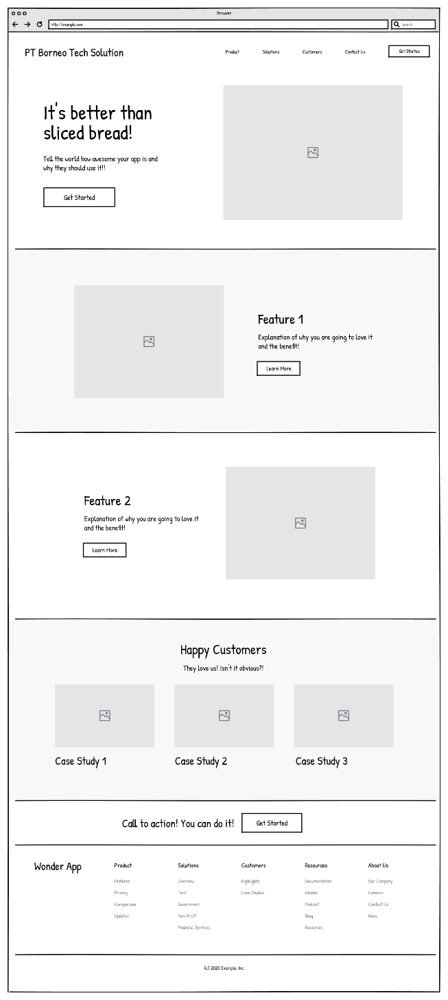 Browser
http://example.com
Search
PT Borneo Tech Solution
Product
Solutions
Customers
Contact Us
Get Started
It's better than
sliced bread!
Tell the world how awesome your app is and
why they should use it!!
Get Started
Feature 1
Explanation of why you are going to love it
and the benefit!
Learn More
Feature 2
Explanation of why you are going to love it
and the benefit!
Learn More
Happy Customers
They love us! Isn't it obvious?!
Case Study 1
Case Study 2
Case Study 3
Call to action! You can do it!
Get Started
Wonder App
Product
Features
Pricing
Comparison
Updates
Solutions
Overview
Tech
Government
Non-Profit
Financial Services
Customers
Highlights
Case Studies
Resources
Documentation
eBooks
Podcast
Blog
Resources
About Us
Our Company
Careers
Contact Us
News
(c) 2020 Example, Inc